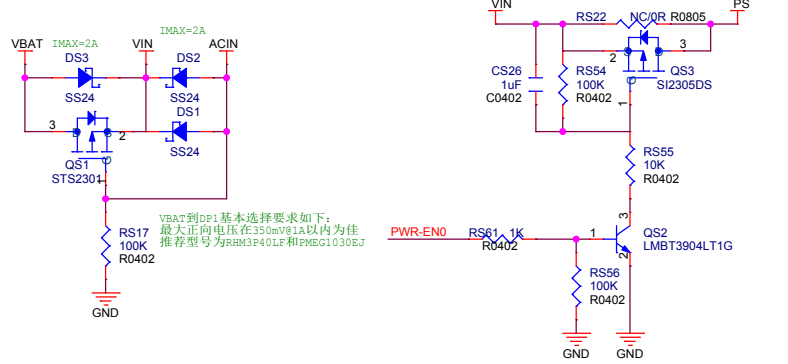 IMAX=2A
IMAX=2A
VBAT
VIN
ACIN
DS3
DS2
SS24
SS24
DS1
SS24
3
2
QS1
STS2301
1
RS17
100K
R0402
GND
VBAT到DP1基本选择要求如下:
最大正向电压在350mV@1A以内为佳
推荐型号为RHM3P40LF和PMEG1030EJ
VIN
PS
RS22
NC/0R
R0805
2
3
QS3
SI2305DS
1
CS26
1uF
C0402
RS54
100K
R0402
RS55
10K
R0402
PWR-EN0
RS61
1K
R0402
1
3
2
QS2
LMBT3904LT1G
RS56
100K
R0402
GND
GND